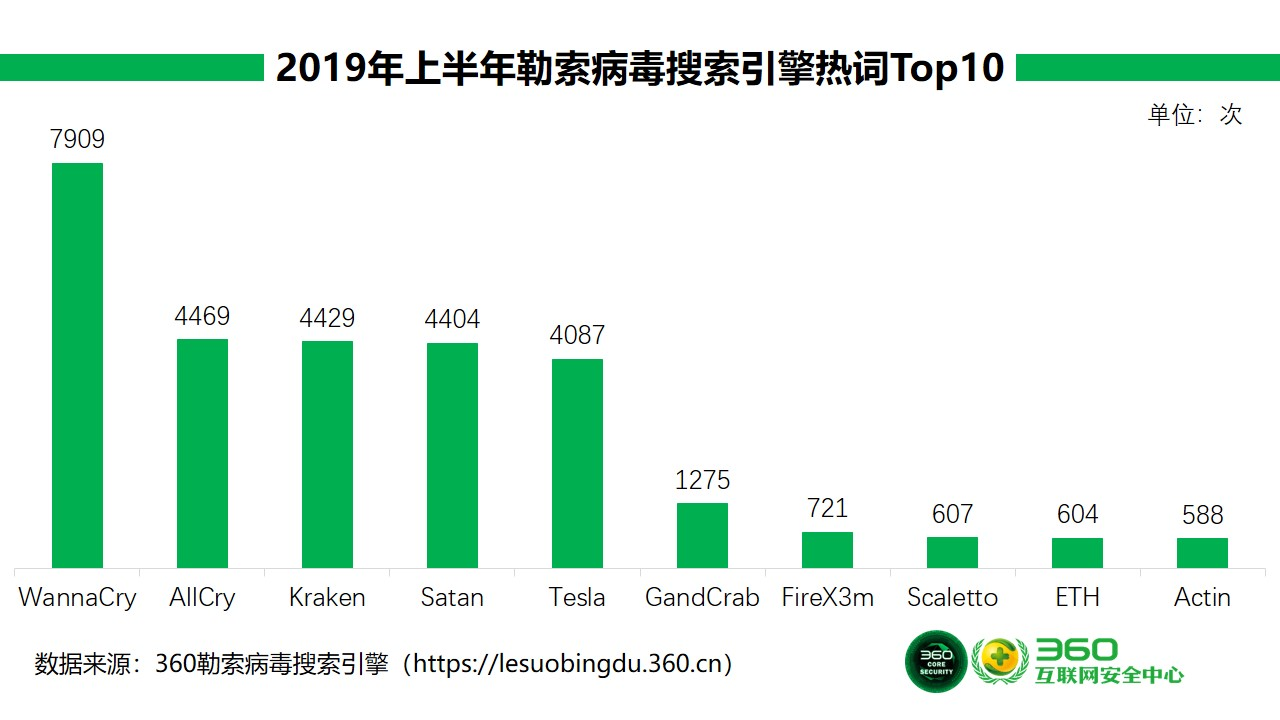 2019年上半年勒索病毒搜索引擎热词Top10
单位：次
7909
4469
4429
4404
4087
1275
721
607
604
588
WannaCry
AllCry
Kraken
Satan
Tesla
GandCrab
FireX3m
Scaletto
ETH
Actin
数据来源：360勒索病毒搜索引擎（https://lesuobingdu.360.cn）
360
CORE
SECURITY
360
互联网安全中心